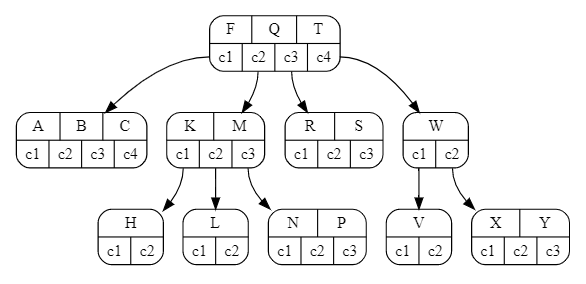 F Q T
c1 c2 c3 c4
A B C
c1 c2 c3 c4
K M
c1 c2 c3
R S
c1 c2 c3
W
c1 c2
H
c1 c2
L
c1 c2
N P
c1 c2 c3
V
c1 c2
X Y
c1 c2 c3